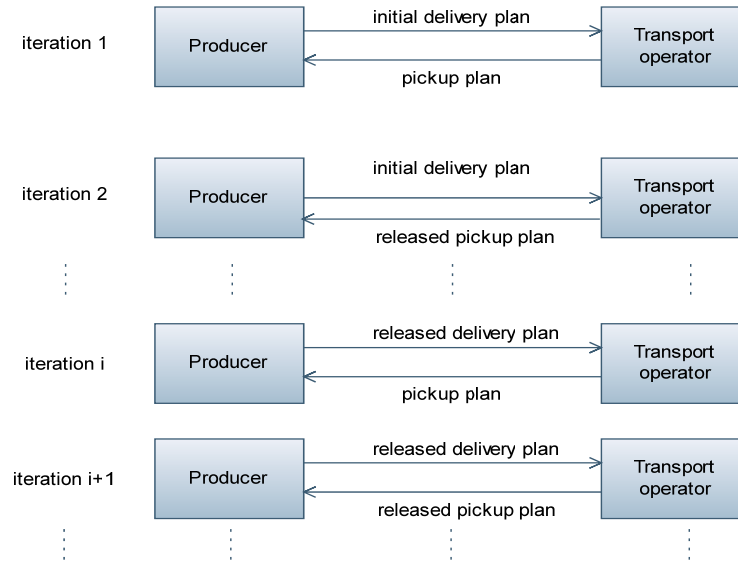 initial delivery plan
iteration 1
Producer
Transport
operator
pickup plan
initial delivery plan
iteration 2
Producer
Transport
operator
released pickup plan
released delivery plan
iteration i
Producer
Transport
operator
pickup plan
released delivery plan
iteration i+1
Producer
Transport
operator
released pickup plan